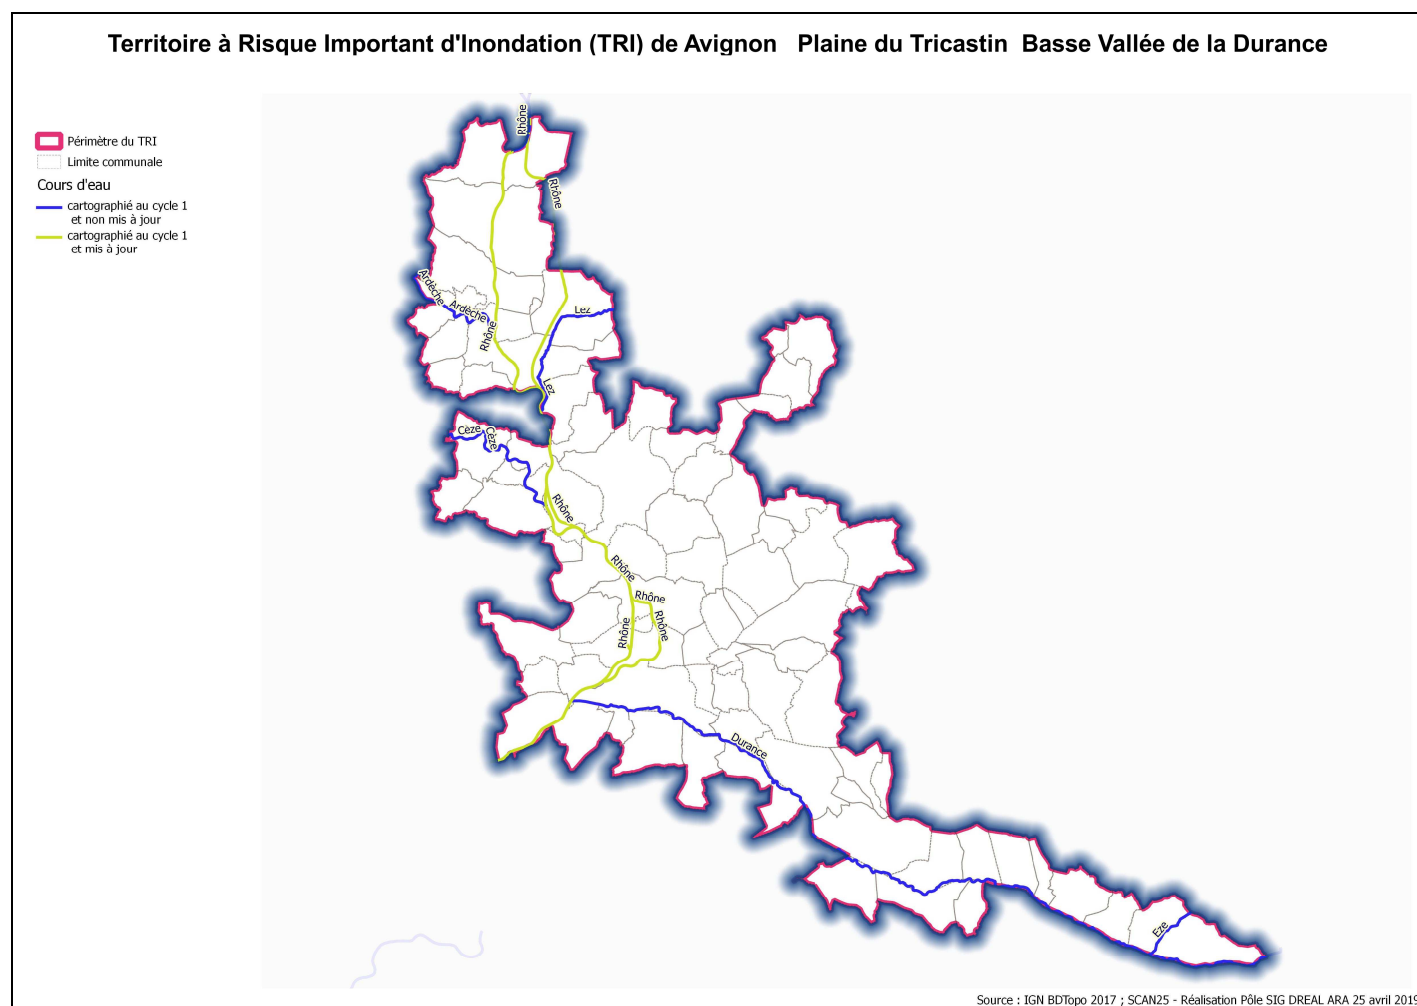 Territoire à Risque Important d'Inondation (TRI) de Avignon   Plaine du Tricastin  Basse Vallée de la Durance
Périmètre du TRI
Limite communale
Cours d'eau
cartographié au cycle 1
et non mis à jour
cartographié au cycle 1
et mis à jour
Rhône
Rhône
Ardèche
Ardèche
Rhône
Lez
Lez
Cèze
Cèze
Rhône
Rhône
Rhône
Rhône
Rhône
Durance
Eze
Source : IGN BDTopo 2017 ; SCAN25 - Réalisation Pôle SIG DREAL ARA 25 avril 2019